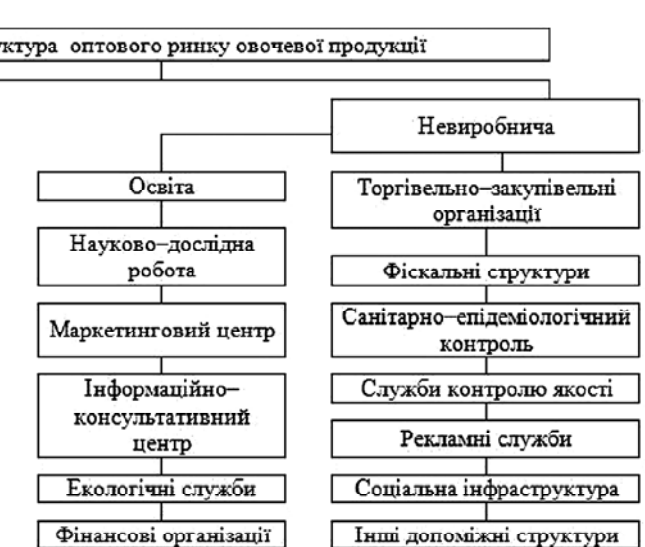 оптового ринку овочевої продукції
Невиробнича
Освіта
Науково–дослідна
робота
Маркетинговий центр
Інформаційно–
консультативний
центр
Екологічні служби
Фінансові організації
Торгівельно–закупівельні
організації
Фіскальні структури
Санітарно–епідеміологічний
контроль
Служби контролю якості
Рекламні служби
Соціальна інфраструктура
Інші допоміжні структури